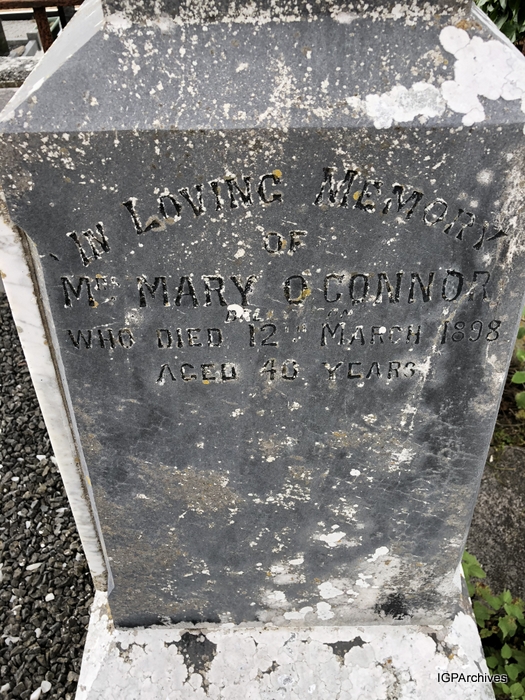 IN LOVING MEMORY
OF
MRS MARY O'CONNOR
WHO DIED 12TH MARCH 1898
AGED 40 YEARS
IGPArchives